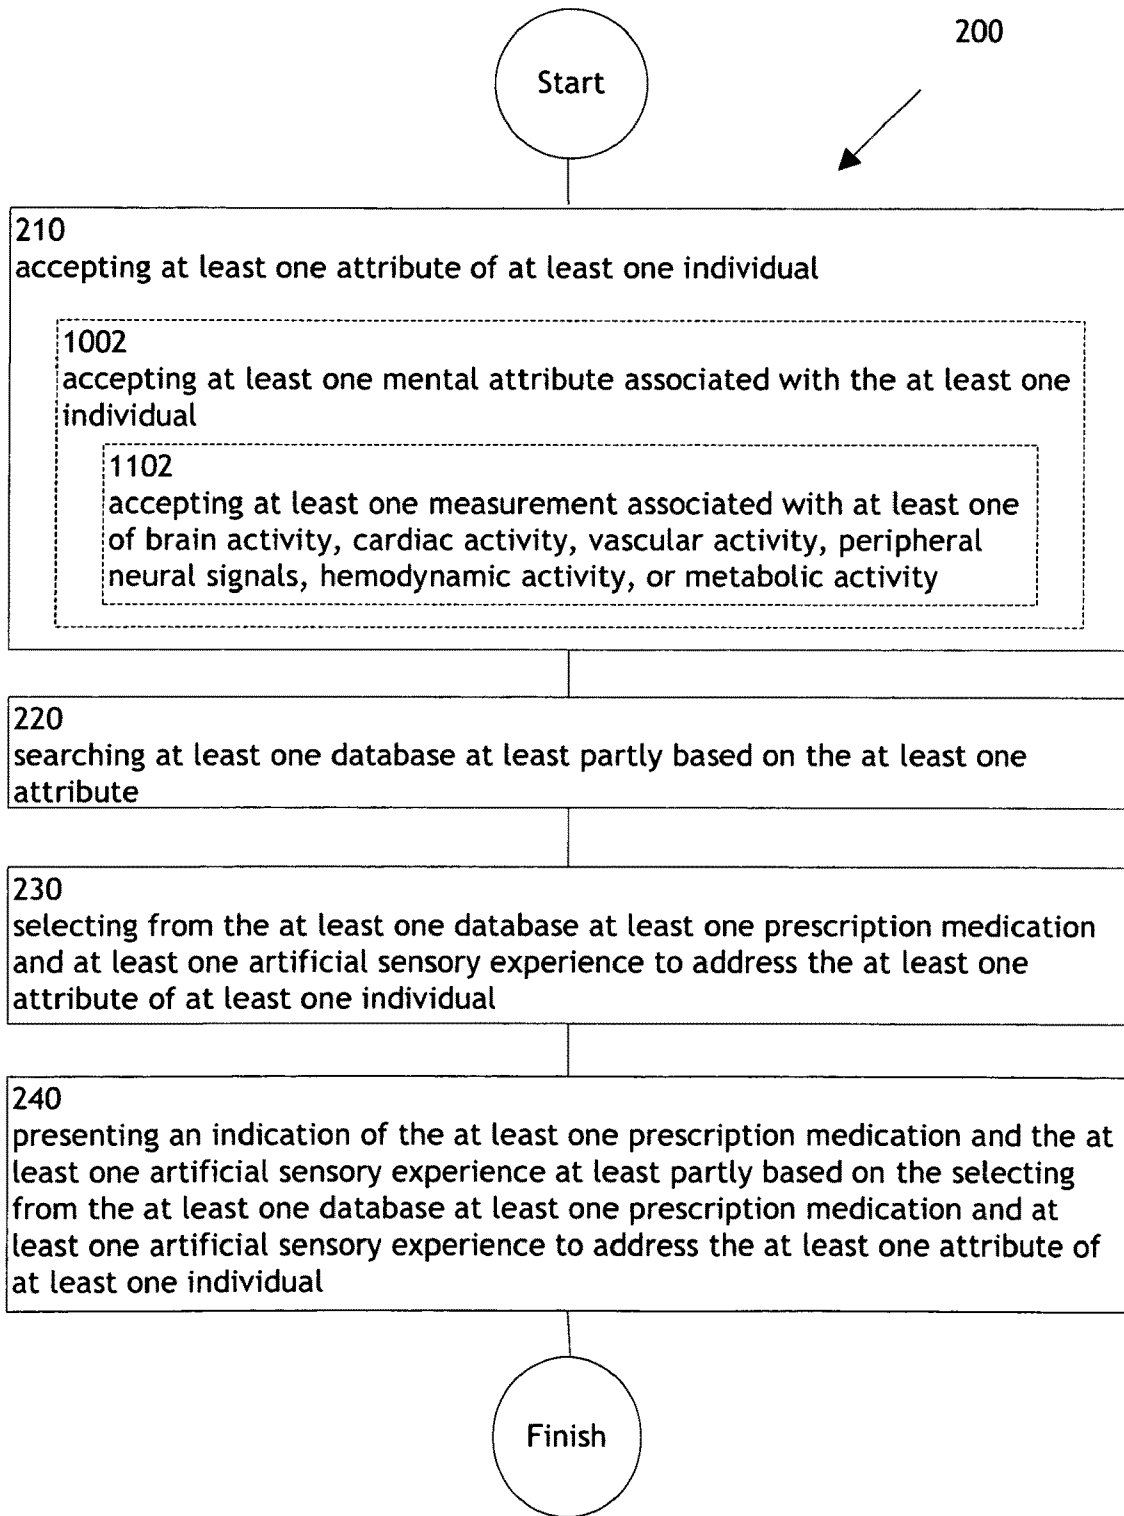 200
Start
210
accepting at least one attribute of at least one individual
1002
accepting at least one mental attribute associated with the at least one
individual
1102
accepting at least one measurement associated with at least one
of brain activity, cardiac activity, vascular activity, peripheral
neural signals, hemodynamic activity, or metabolic activity
220
searching at least one database at least partly based on the at least one
attribute
230
selecting from the at least one database at least one prescription medication
and at least one artificial sensory experience to address the at least one
attribute of at least one individual
240
presenting an indication of the at least one prescription medication and the at
least one artificial sensory experience at least partly based on the selecting
from the at least one database at least one prescription medication and at
least one artificial sensory experience to address the at least one attribute of
at least one individual
Finish